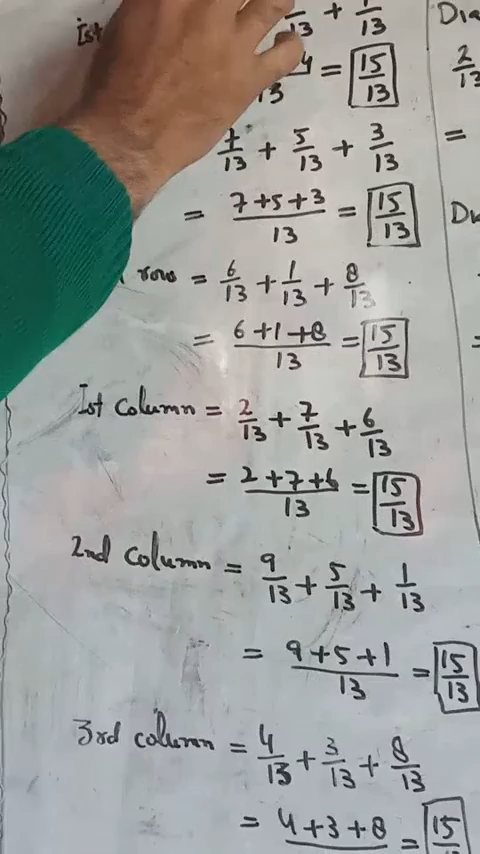 Ist
/13 + /13
4/13 = 15/13
7/13 + 5/13 + 3/13
= (7+5+3)/13 = 15/13
row = 6/13 + 1/13 + 8/13
= (6+1+8)/13 = 15/13
Ist column = 2/13 + 7/13 + 6/13
= (2+7+6)/13 = 15/13
2nd column = 9/13 + 5/13 + 1/13
= (9+5+1)/13 = 15/13
3rd column = 4/13 + 3/13 + 8/13
= 4+3+8 = 15
Dia
2/13
=
=